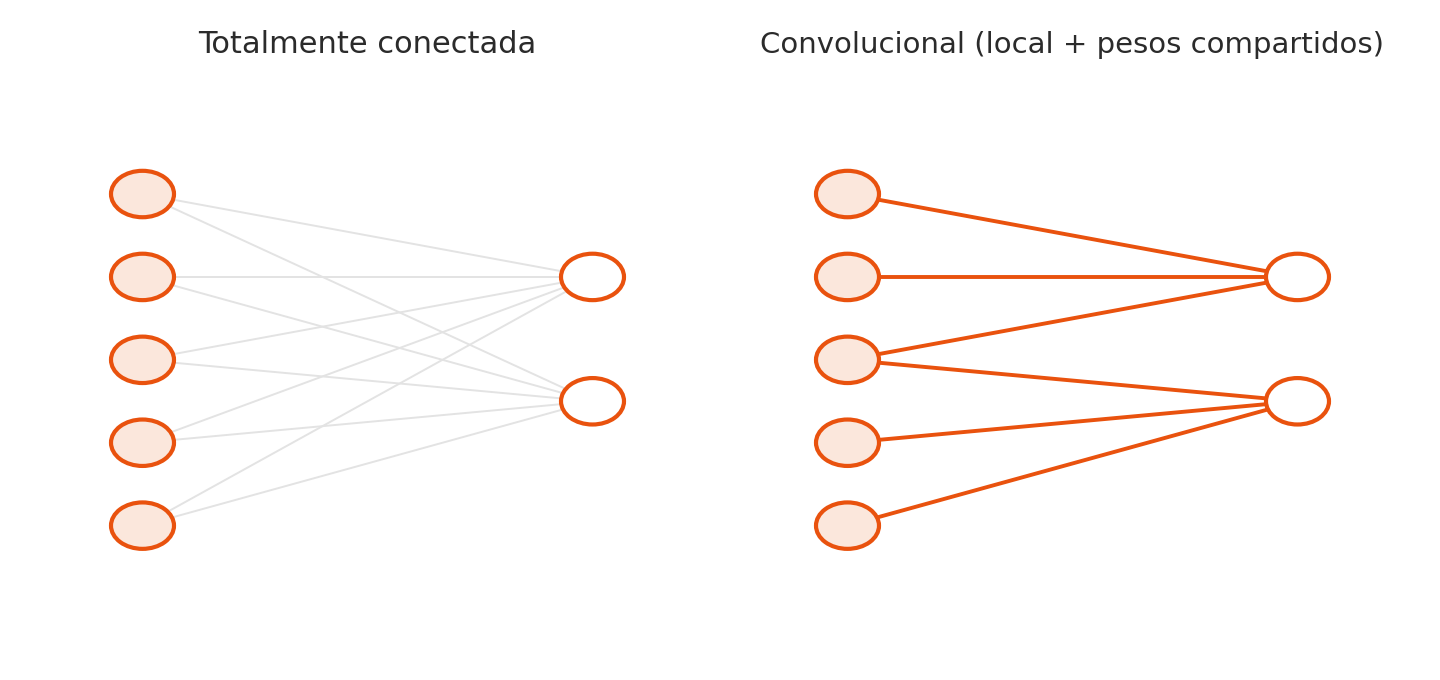 Totalmente conectada
Convolucional (local + pesos compartidos)